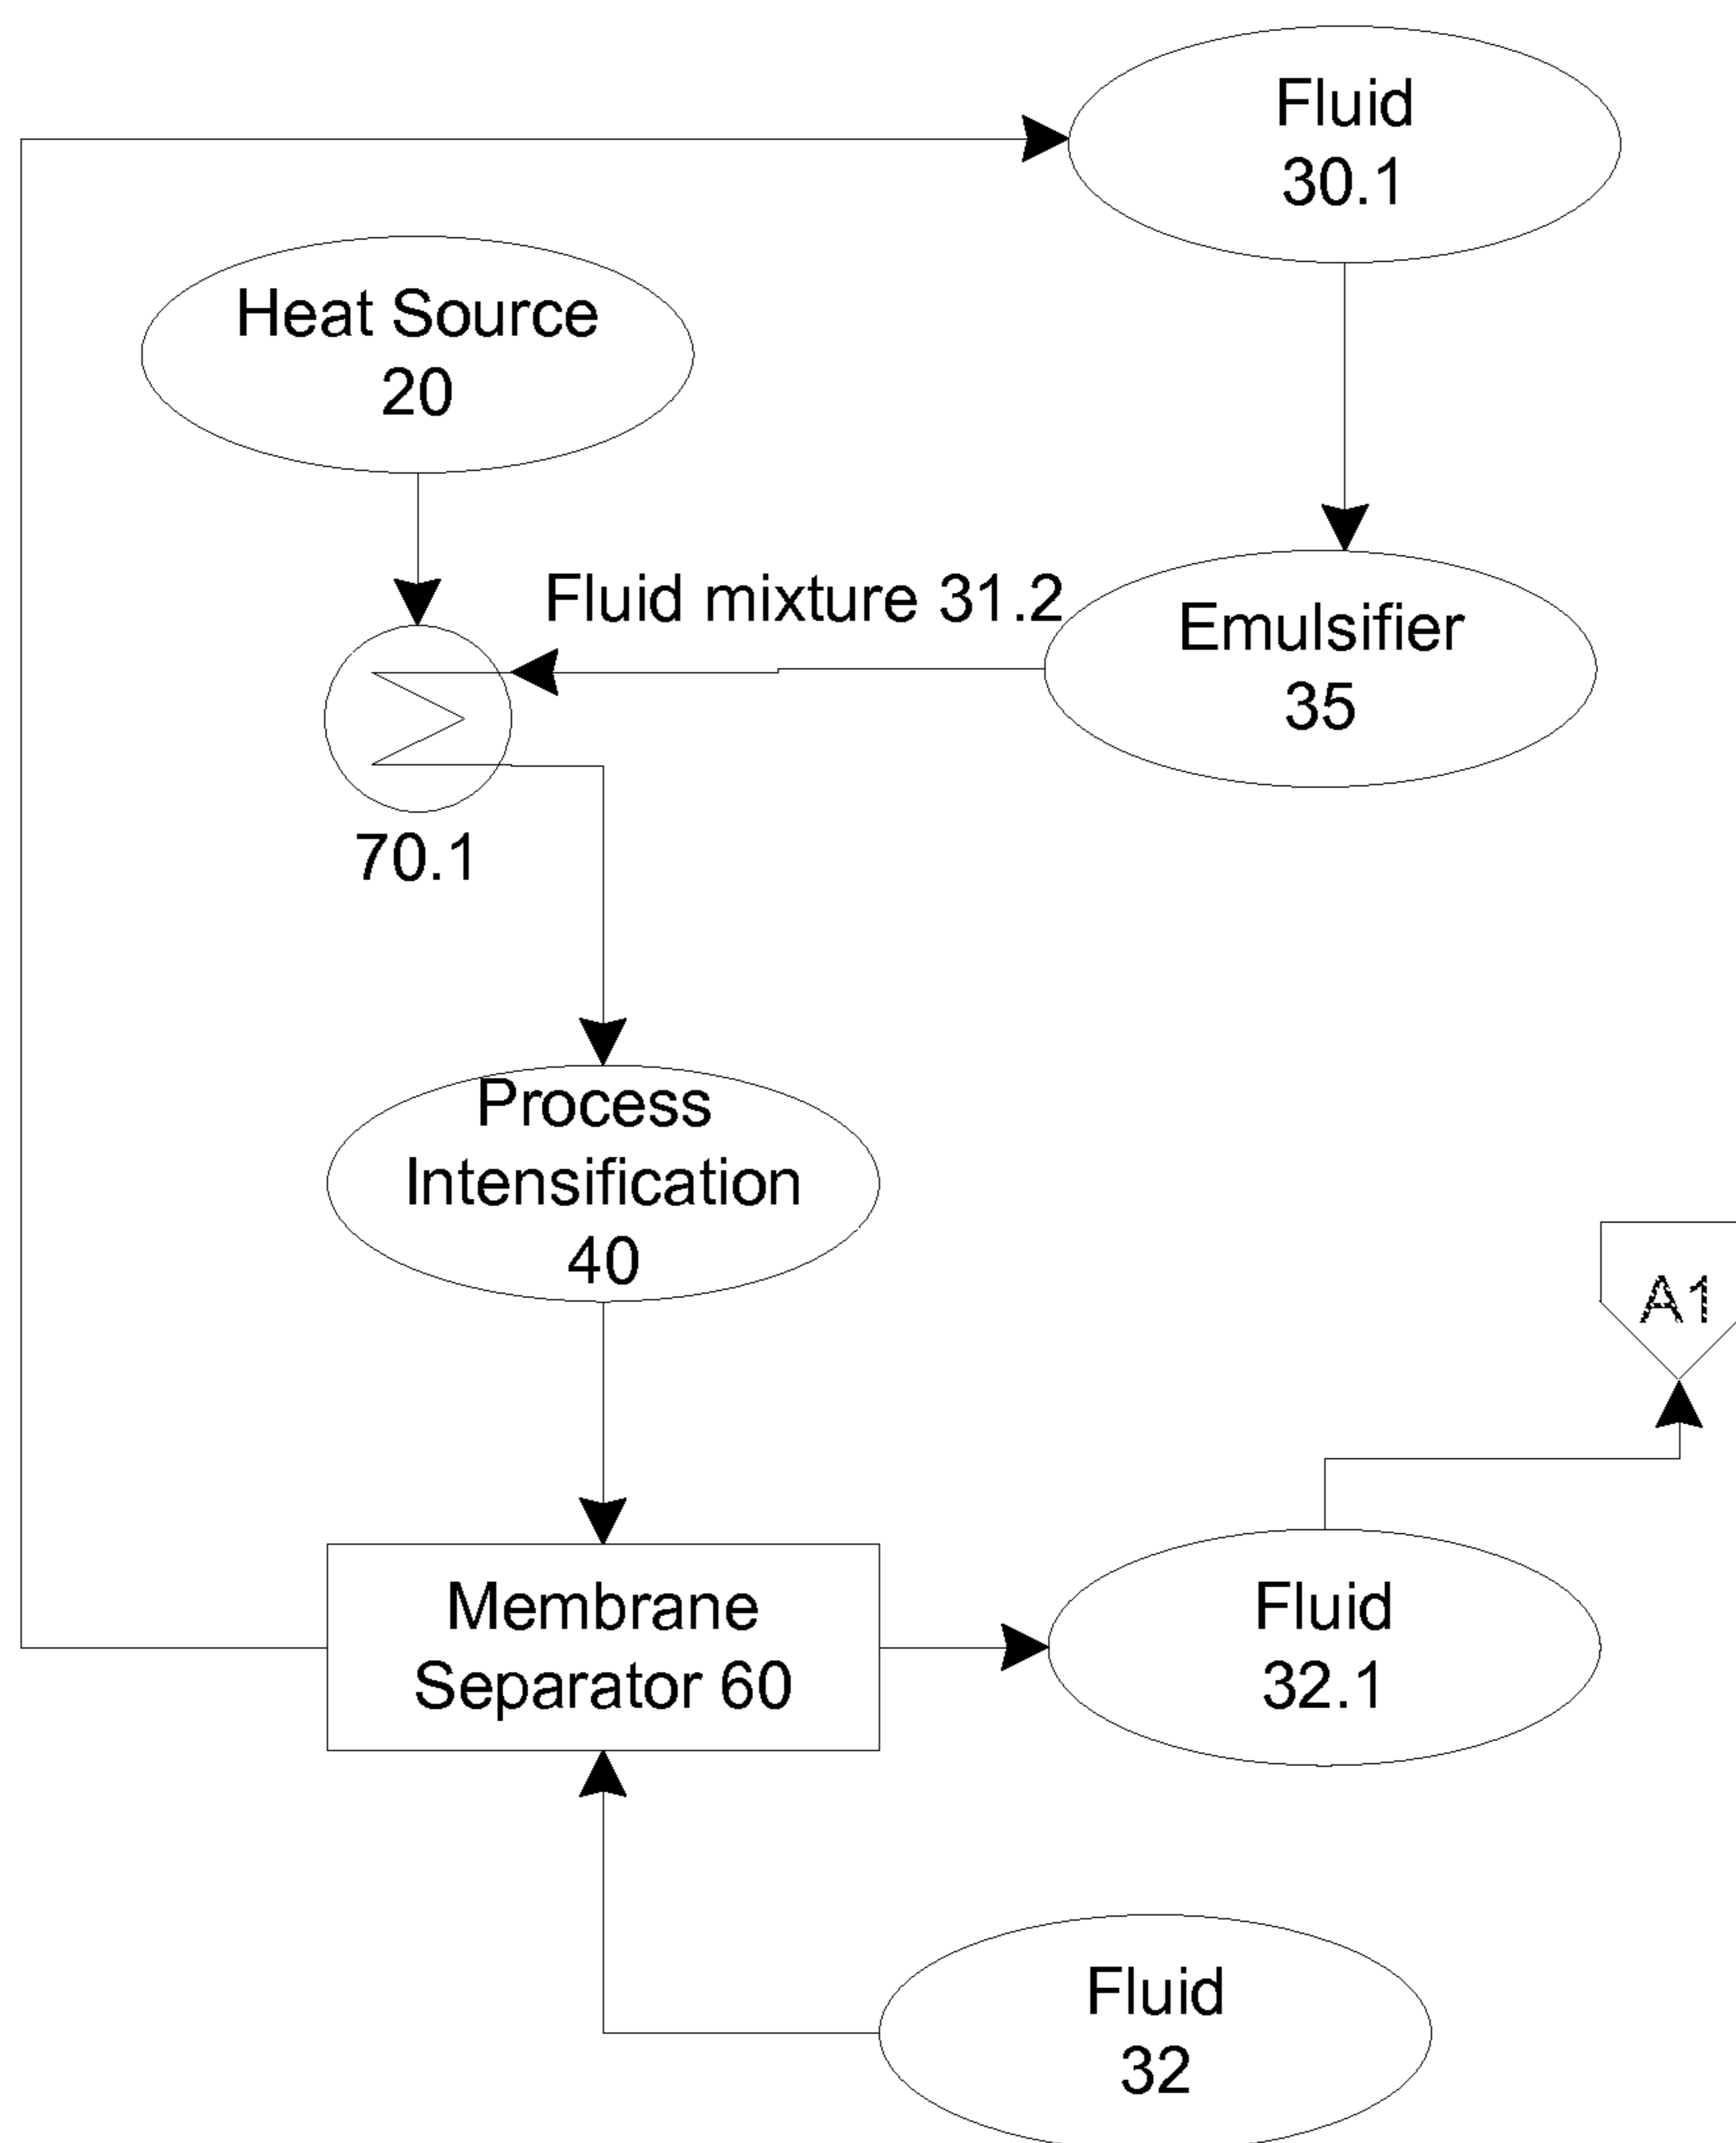 Fluid
30.1
Heat Source
20
Fluid mixture 31.2
Emulsifier
35
70.1
Process
Intensification
40
A1
Membrane
Separator 60
Fluid
32.1
Fluid
32